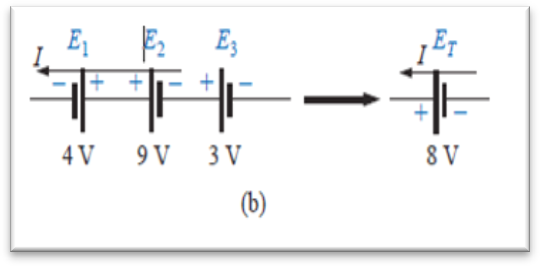 E1 E2 E3 ET
I I
− + + − + − + −
4 V 9 V 3 V 8 V
(b)